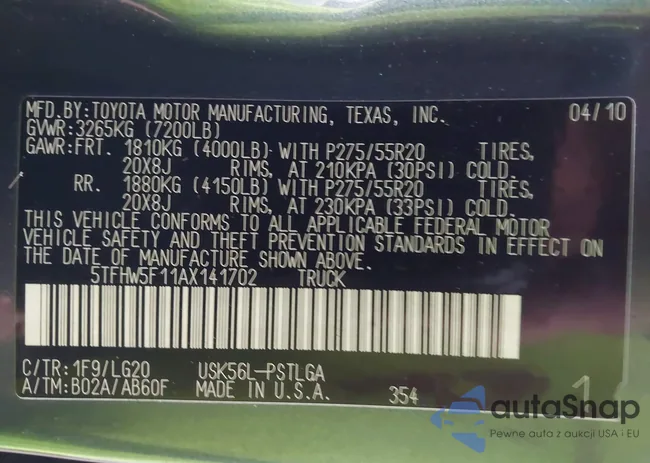 MFD.BY:TOYOTA MOTOR MANUFACTURING, TEXAS, INC. 04/10
GVWR:3265KG (7200LB)
GAWR:FRT. 1810KG (4000LB) WITH P275/55R20 TIRES,
20X8J RIMS, AT 210KPA (30PSI) COLD.
RR. 1880KG (4150LB) WITH P275/55R20 TIRES,
20X8J RIMS, AT 230KPA (33PSI) COLD.
THIS VEHICLE CONFORMS TO ALL APPLICABLE FEDERAL MOTOR
VEHICLE SAFETY AND THEFT PREVENTION STANDARDS IN EFFECT ON
THE DATE OF MANUFACTURE SHOWN ABOVE.
5TFHW5F11AX141702 TRUCK
C/TR:1F9/LG20 USK56L-PSTLGA
A/TM:B02A/AB60F MADE IN U.S.A. 354
autoSnap
Pewne auta z aukcji USA i EU